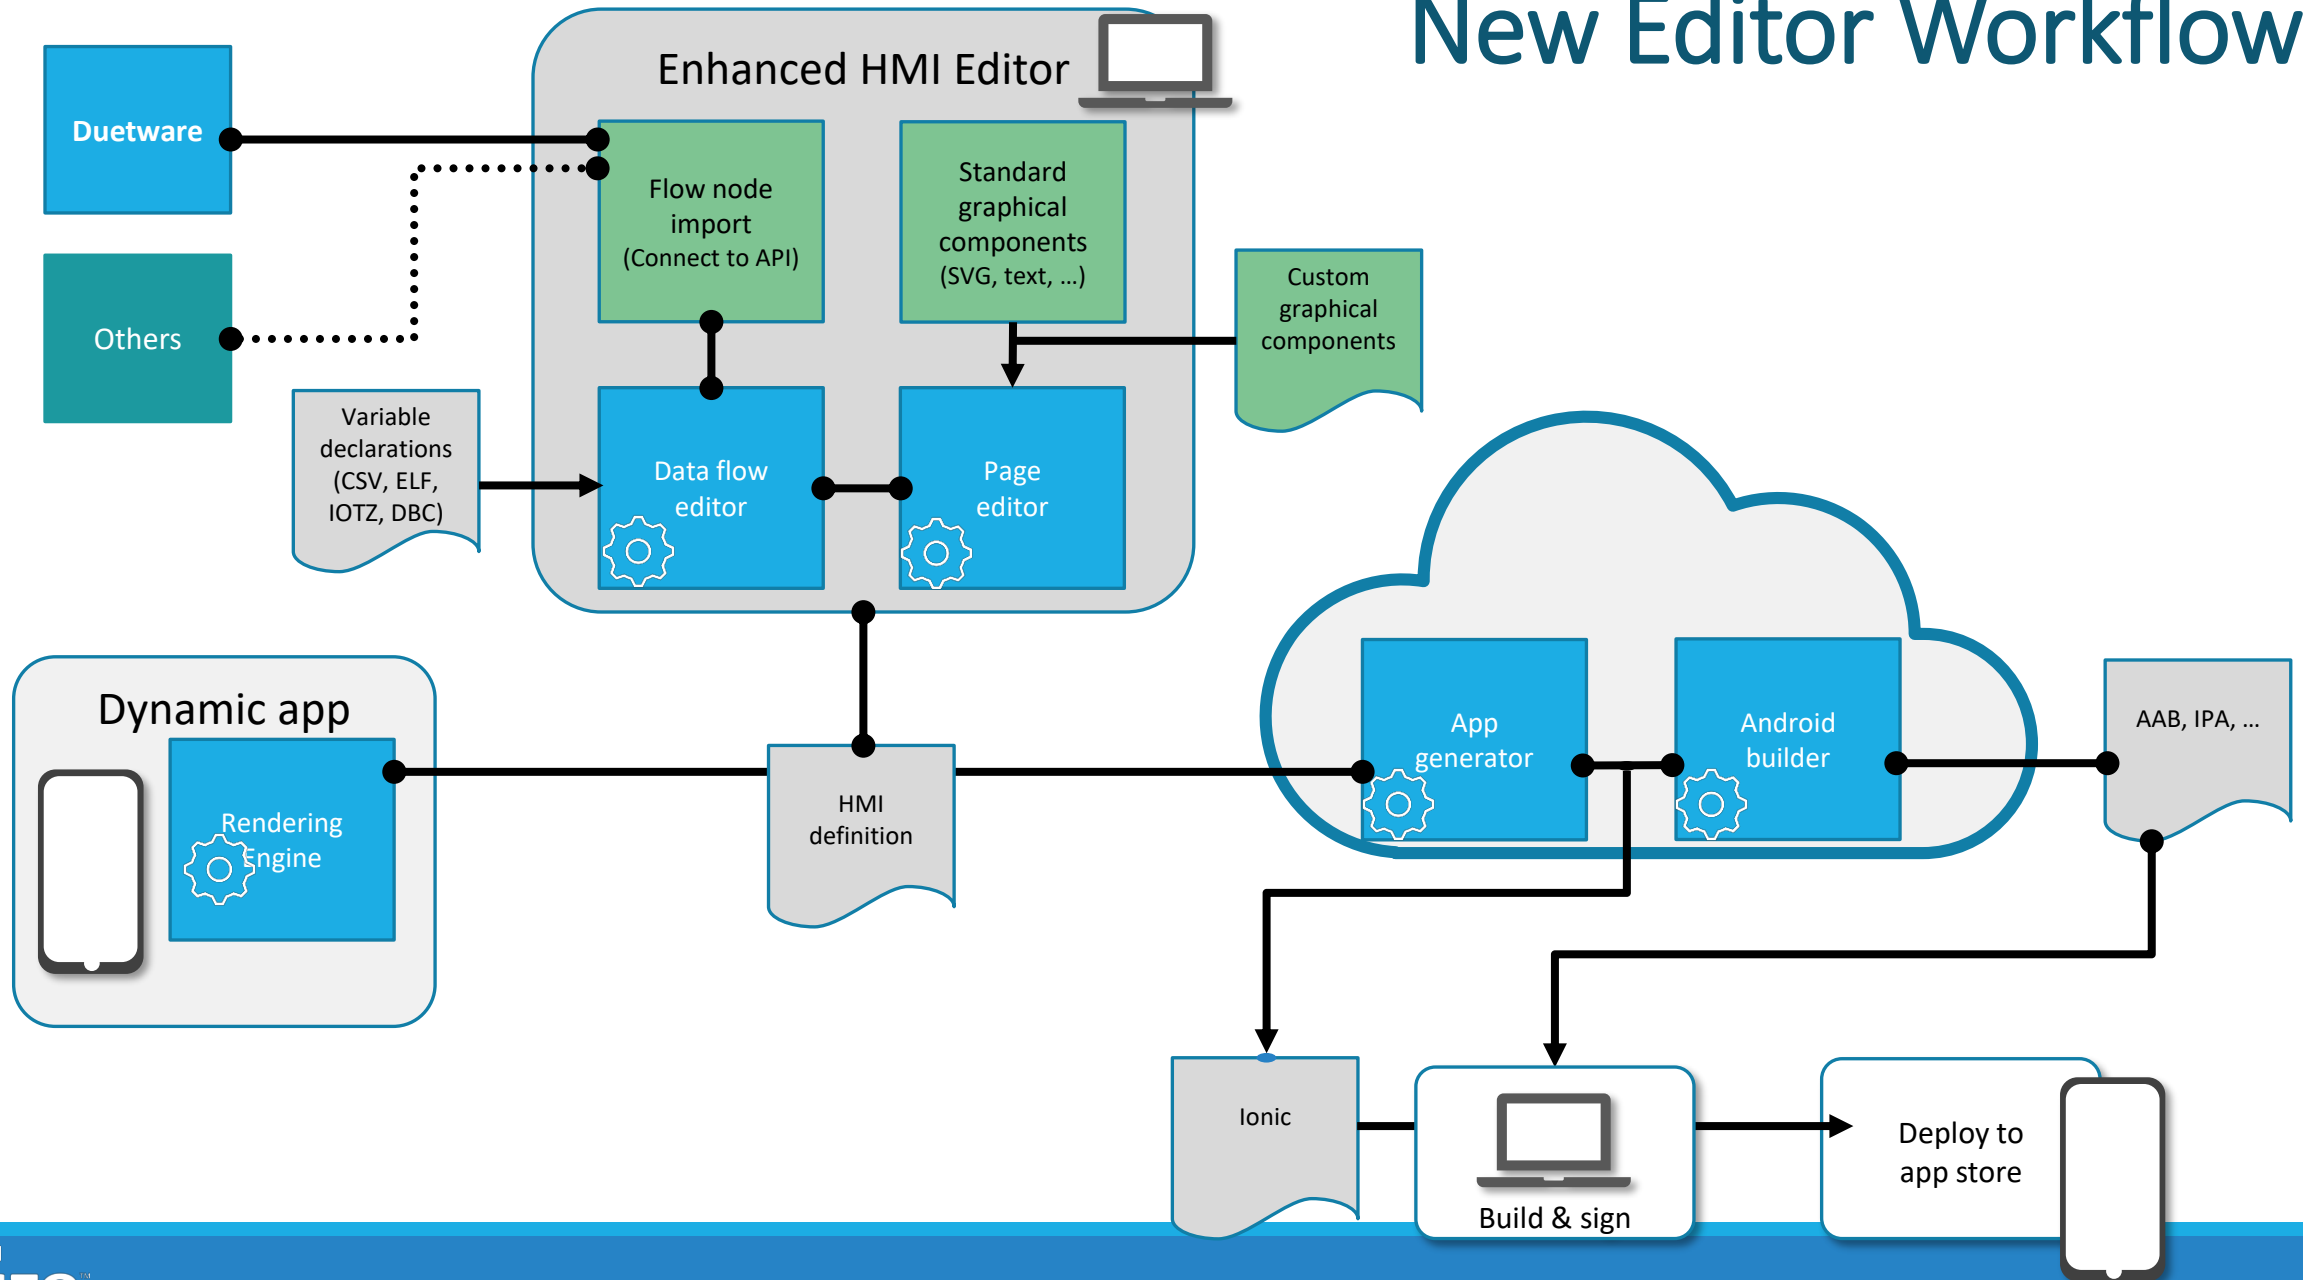 New Editor Workflow
Enhanced HMI Editor
Duetware
Flow node
import
(Connect to API)
Standard
graphical
components
(SVG, text, ...)
Custom
graphical
components
Others
Variable
declarations
(CSV, ELF,
IOTZ, DBC)
Data flow
editor
Page
editor
Dynamic app
Rendering
Engine
HMI
definition
App
generator
Android
builder
AAB, IPA, ...
Ionic
Build & sign
Deploy to
app store